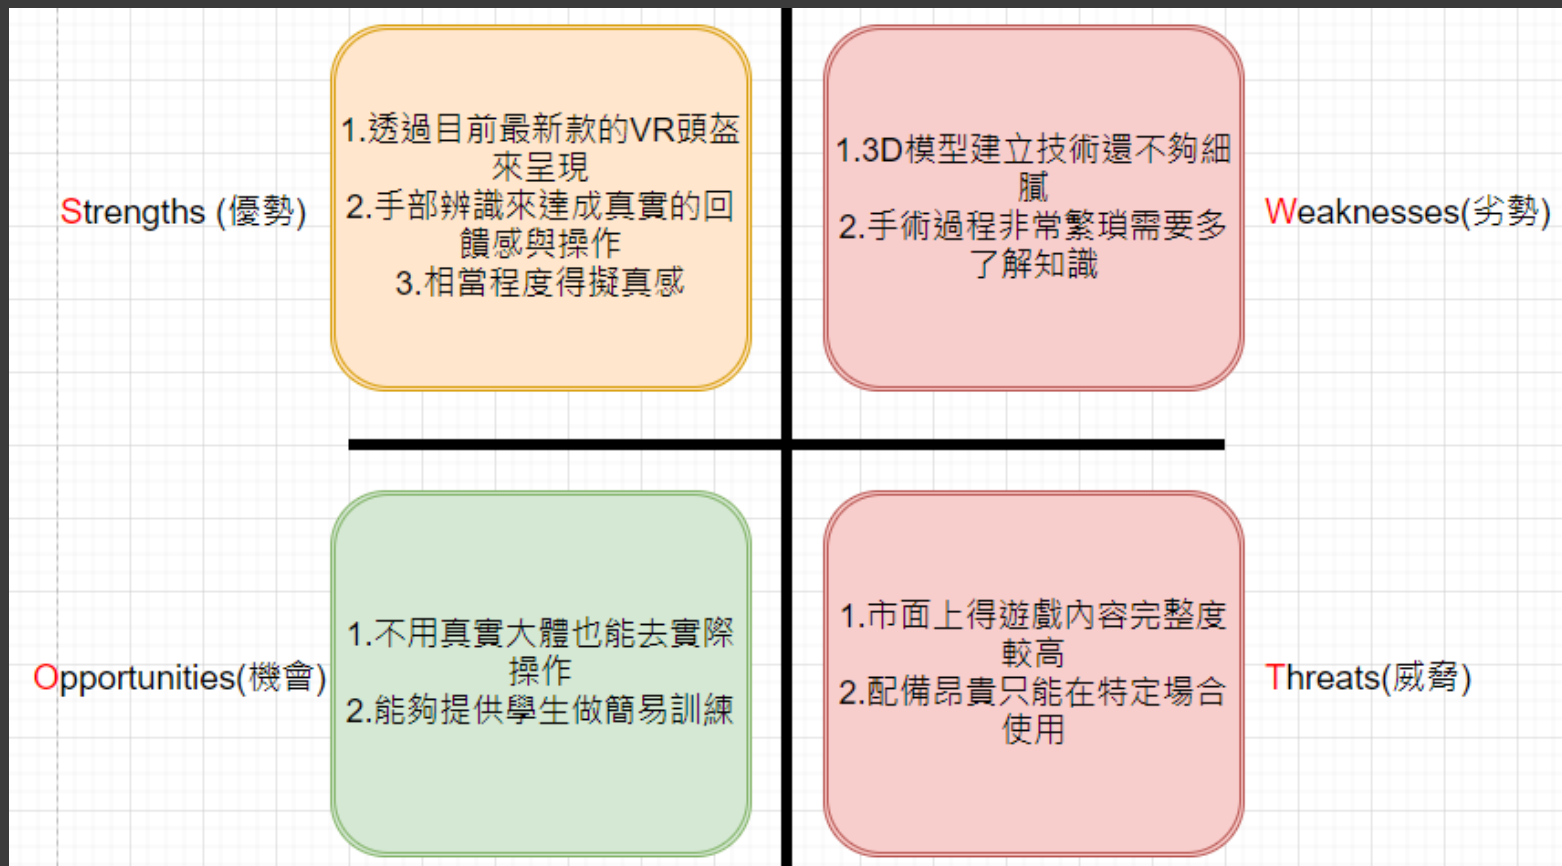 Strengths (優勢)
1.透過目前最新款的VR頭盔
來呈現
2.手部辨識來達成真實的回
饋感與操作
3.相當程度得擬真感
1.3D模型建立技術還不夠細
膩
2.手術過程非常繁瑣需要多
了解知識
Weaknesses(劣勢)
Opportunities(機會)
1.不用真實大體也能去實際
操作
2.能夠提供學生做簡易訓練
1.市面上得遊戲內容完整度
較高
2.配備昂貴只能在特定場合
使用
Threats(威脅)